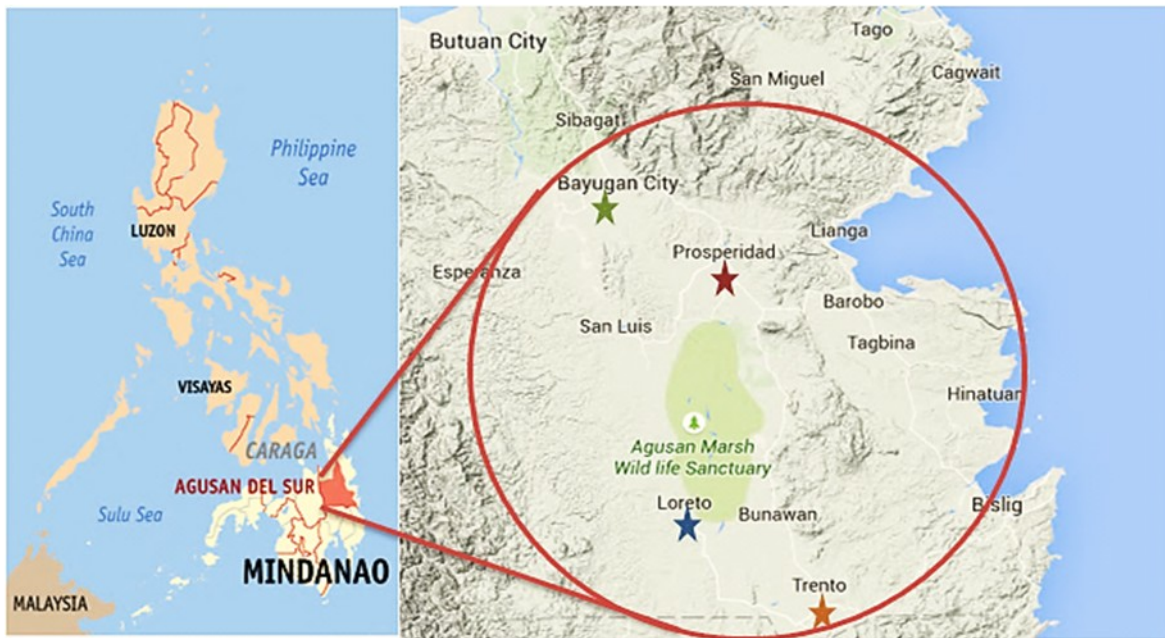 Philippine
Sea
South
China
Sea
LUZON
VISAYAS
CARAGA
AGUSAN DEL SUR
Sulu Sea
MINDANAO
MALAYSIA
Butuan City
Tago
San Miguel
Cagwait
Sibagat
Bayugan City
Lianga
Prosperidad
Esperanza
Barobo
San Luis
Tagbina
Hinatuan
Agusan Marsh
Wild life Sanctuary
Loreto
Bunawan
Bislig
Trento